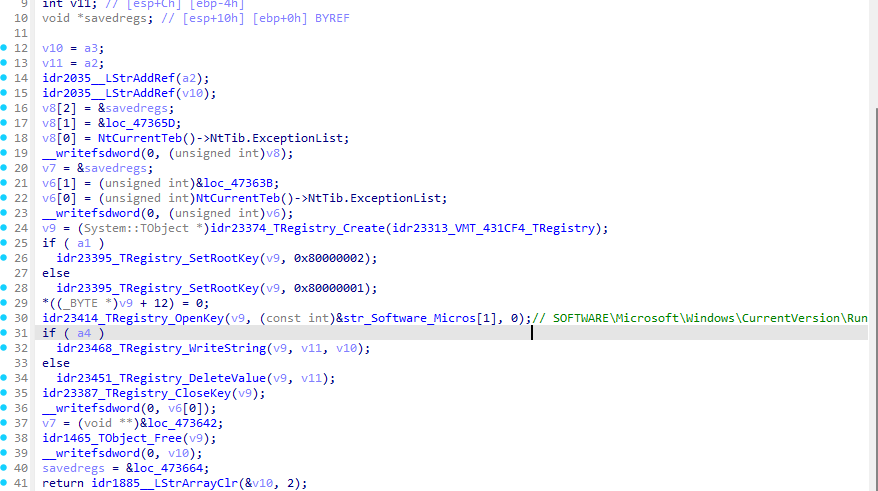 9 int v11; // [esp+Ch] [ebp-4h]
10 void *savedregs; // [esp+10h] [ebp+0h] BYREF
11
12 v10 = a3;
13 v11 = a2;
14 idr2035__LStrAddRef(a2);
15 idr2035__LStrAddRef(v10);
16 v8[2] = &savedregs;
17 v8[1] = &loc_47365D;
18 v8[0] = NtCurrentTeb()->NtTib.ExceptionList;
19 __writefsdword(0, (unsigned int)v8);
20 v7 = &savedregs;
21 v6[1] = (unsigned int)&loc_47363B;
22 v6[0] = (unsigned int)NtCurrentTeb()->NtTib.ExceptionList;
23 __writefsdword(0, (unsigned int)v6);
24 v9 = (System::TObject *)idr23374_TRegistry_Create(idr23313_VMT_431CF4_TRegistry);
25 if ( a1 )
26 idr23395_TRegistry_SetRootKey(v9, 0x80000002);
27 else
28 idr23395_TRegistry_SetRootKey(v9, 0x80000001);
29 *((_BYTE *)v9 + 12) = 0;
30 idr23414_TRegistry_OpenKey(v9, (const int)&str_Software_Micros[1], 0);// SOFTWARE\Microsoft\Windows\CurrentVersion\Run
31 if ( a4 )
32 idr23468_TRegistry_WriteString(v9, v11, v10);
33 else
34 idr23451_TRegistry_DeleteValue(v9, v11);
35 idr23387_TRegistry_CloseKey(v9);
36 __writefsdword(0, v6[0]);
37 v7 = (void **)&loc_473642;
38 idr1465_TObject_Free(v9);
39 __writefsdword(0, v10);
40 savedregs = &loc_473664;
41 return idr1885__LStrArrayClr(&v10, 2);